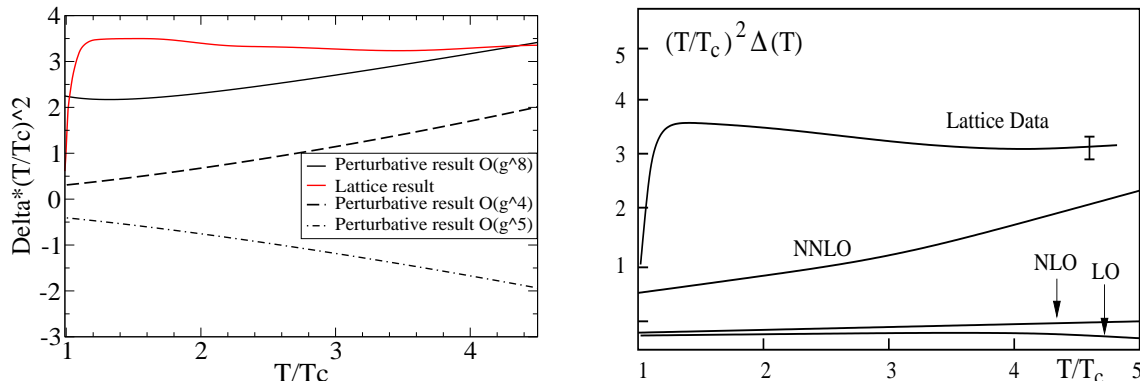 Delta*(T/Tc)^2
4
3
2
1
0
-1
-2
-3
Perturbative result O(g^8)
Lattice result
Perturbative result O(g^4)
Perturbative result O(g^5)
1
2
3
4
T/Tc
(T/T_c)^2 Δ(T)
5
4
3
2
1
Lattice Data
NNLO
NLO
LO
1
2
3
4
T/T_c
5